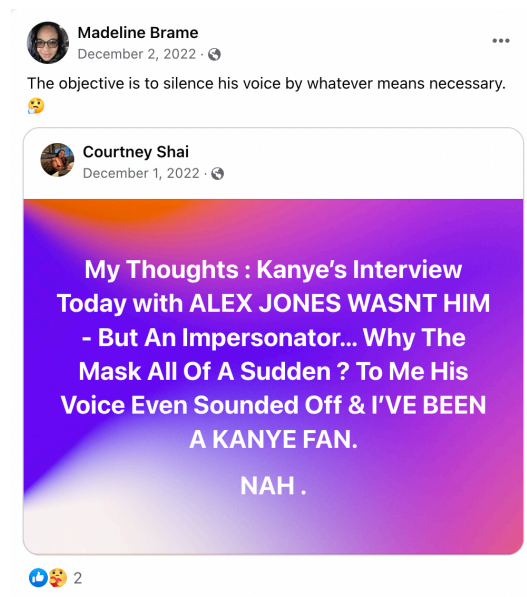 Madeline Brame
December 2, 2022 ·
The objective is to silence his voice by whatever means necessary.
🤔
Courtney Shai
December 1, 2022 ·
My Thoughts : Kanye's Interview
Today with ALEX JONES WASNT HIM
- But An Impersonator... Why The
Mask All Of A Sudden ? To Me His
Voice Even Sounded Off & I'VE BEEN
A KANYE FAN.
NAH .
2